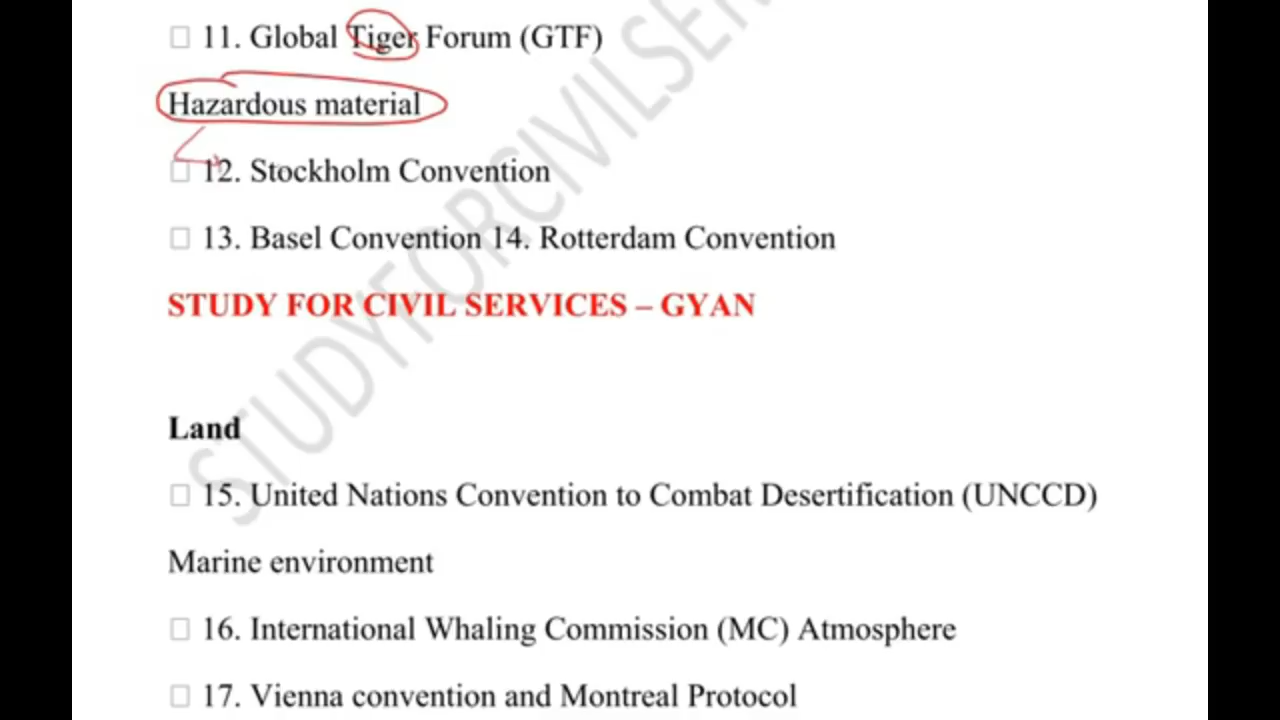 □ 11. Global Tiger Forum (GTF)
Hazardous material
□ 12. Stockholm Convention
□ 13. Basel Convention 14. Rotterdam Convention
STUDY FOR CIVIL SERVICES – GYAN
Land
□ 15. United Nations Convention to Combat Desertification (UNCCD)
Marine environment
□ 16. International Whaling Commission (MC) Atmosphere
□ 17. Vienna convention and Montreal Protocol
STUDYFORCIVILSER